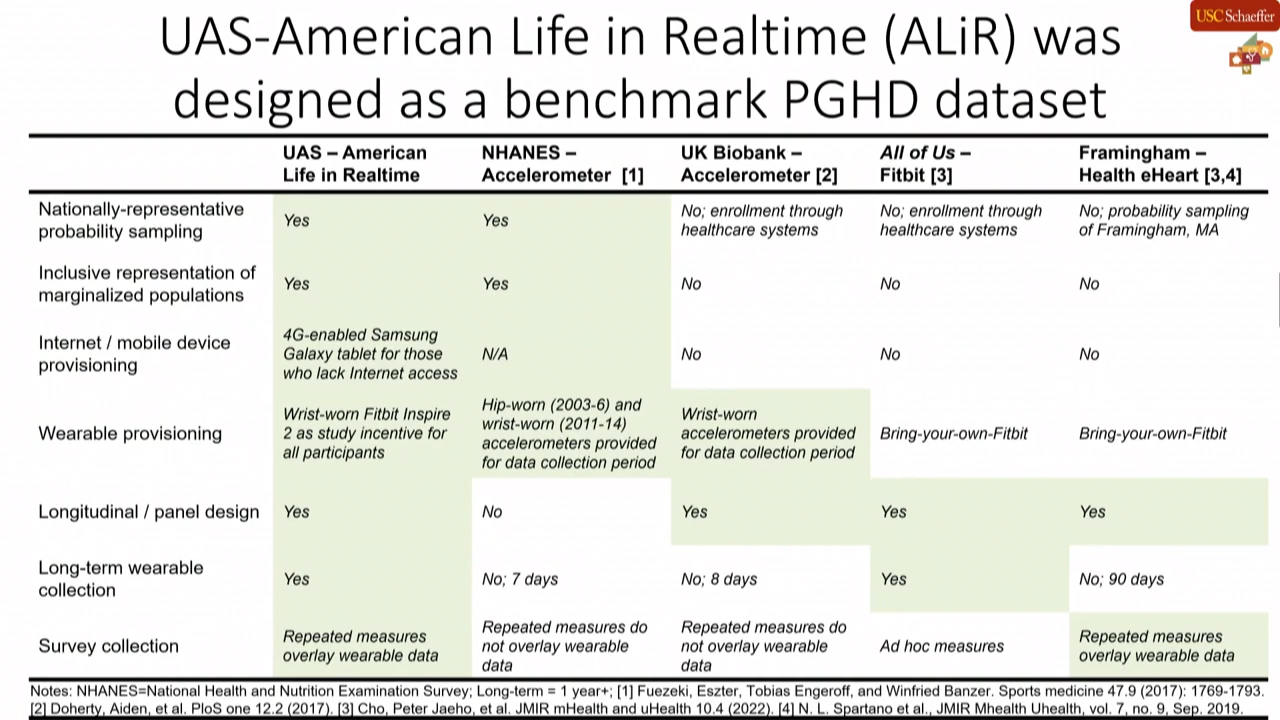 USC Schaeffer
UAS-American Life in Realtime (ALiR) was
designed as a benchmark PGHD dataset
UAS – American
Life in Realtime
NHANES –
Accelerometer [1]
UK Biobank –
Accelerometer [2]
All of Us –
Fitbit [3]
Framingham –
Health eHeart [3,4]
Nationally-representative
probability sampling
Yes
Yes
No; enrollment through
healthcare systems
No; enrollment through
healthcare systems
No; probability sampling
of Framingham, MA
Inclusive representation of
marginalized populations
Yes
Yes
No
No
No
Internet / mobile device
provisioning
4G-enabled Samsung
Galaxy tablet for those
who lack Internet access
N/A
No
No
No
Wearable provisioning
Wrist-worn Fitbit Inspire
2 as study incentive for
all participants
Hip-worn (2003-6) and
wrist-worn (2011-14)
accelerometers provided
for data collection period
Wrist-worn
accelerometers provided
for data collection period
Bring-your-own-Fitbit
Bring-your-own-Fitbit
Longitudinal / panel design
Yes
No
Yes
Yes
Yes
Long-term wearable
collection
Yes
No; 7 days
No; 8 days
Yes
No; 90 days
Survey collection
Repeated measures
overlay wearable data
Repeated measures do
not overlay wearable
data
Repeated measures do
not overlay wearable
data
Ad hoc measures
Repeated measures
overlay wearable data
Notes: NHANES=National Health and Nutrition Examination Survey; Long-term = 1 year+; [1] Fuezeki, Eszter, Tobias Engeroff, and Winfried Banzer. Sports medicine 47.9 (2017): 1769-1793.
[2] Doherty, Aiden, et al. PloS one 12.2 (2017). [3] Cho, Peter Jaeho, et al. JMIR mHealth and uHealth 10.4 (2022). [4] N. L. Spartano et al., JMIR Mhealth Uhealth, vol. 7, no. 9, Sep. 2019.